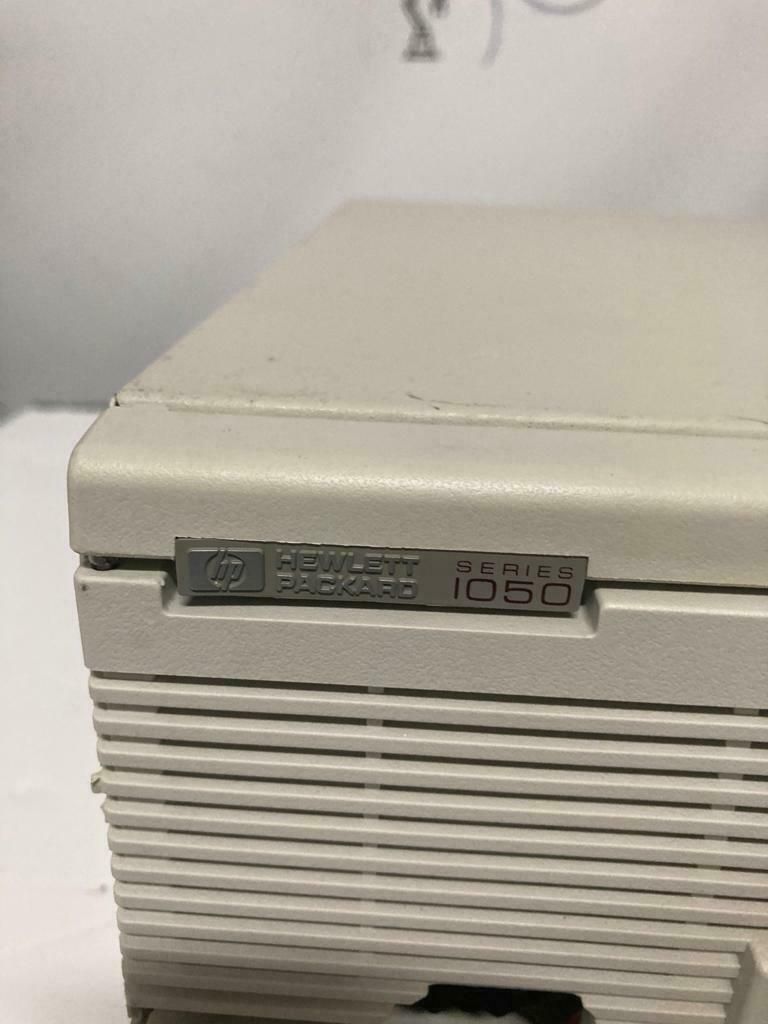 hp
HEWLETT
PACKARD
SERIES
1050